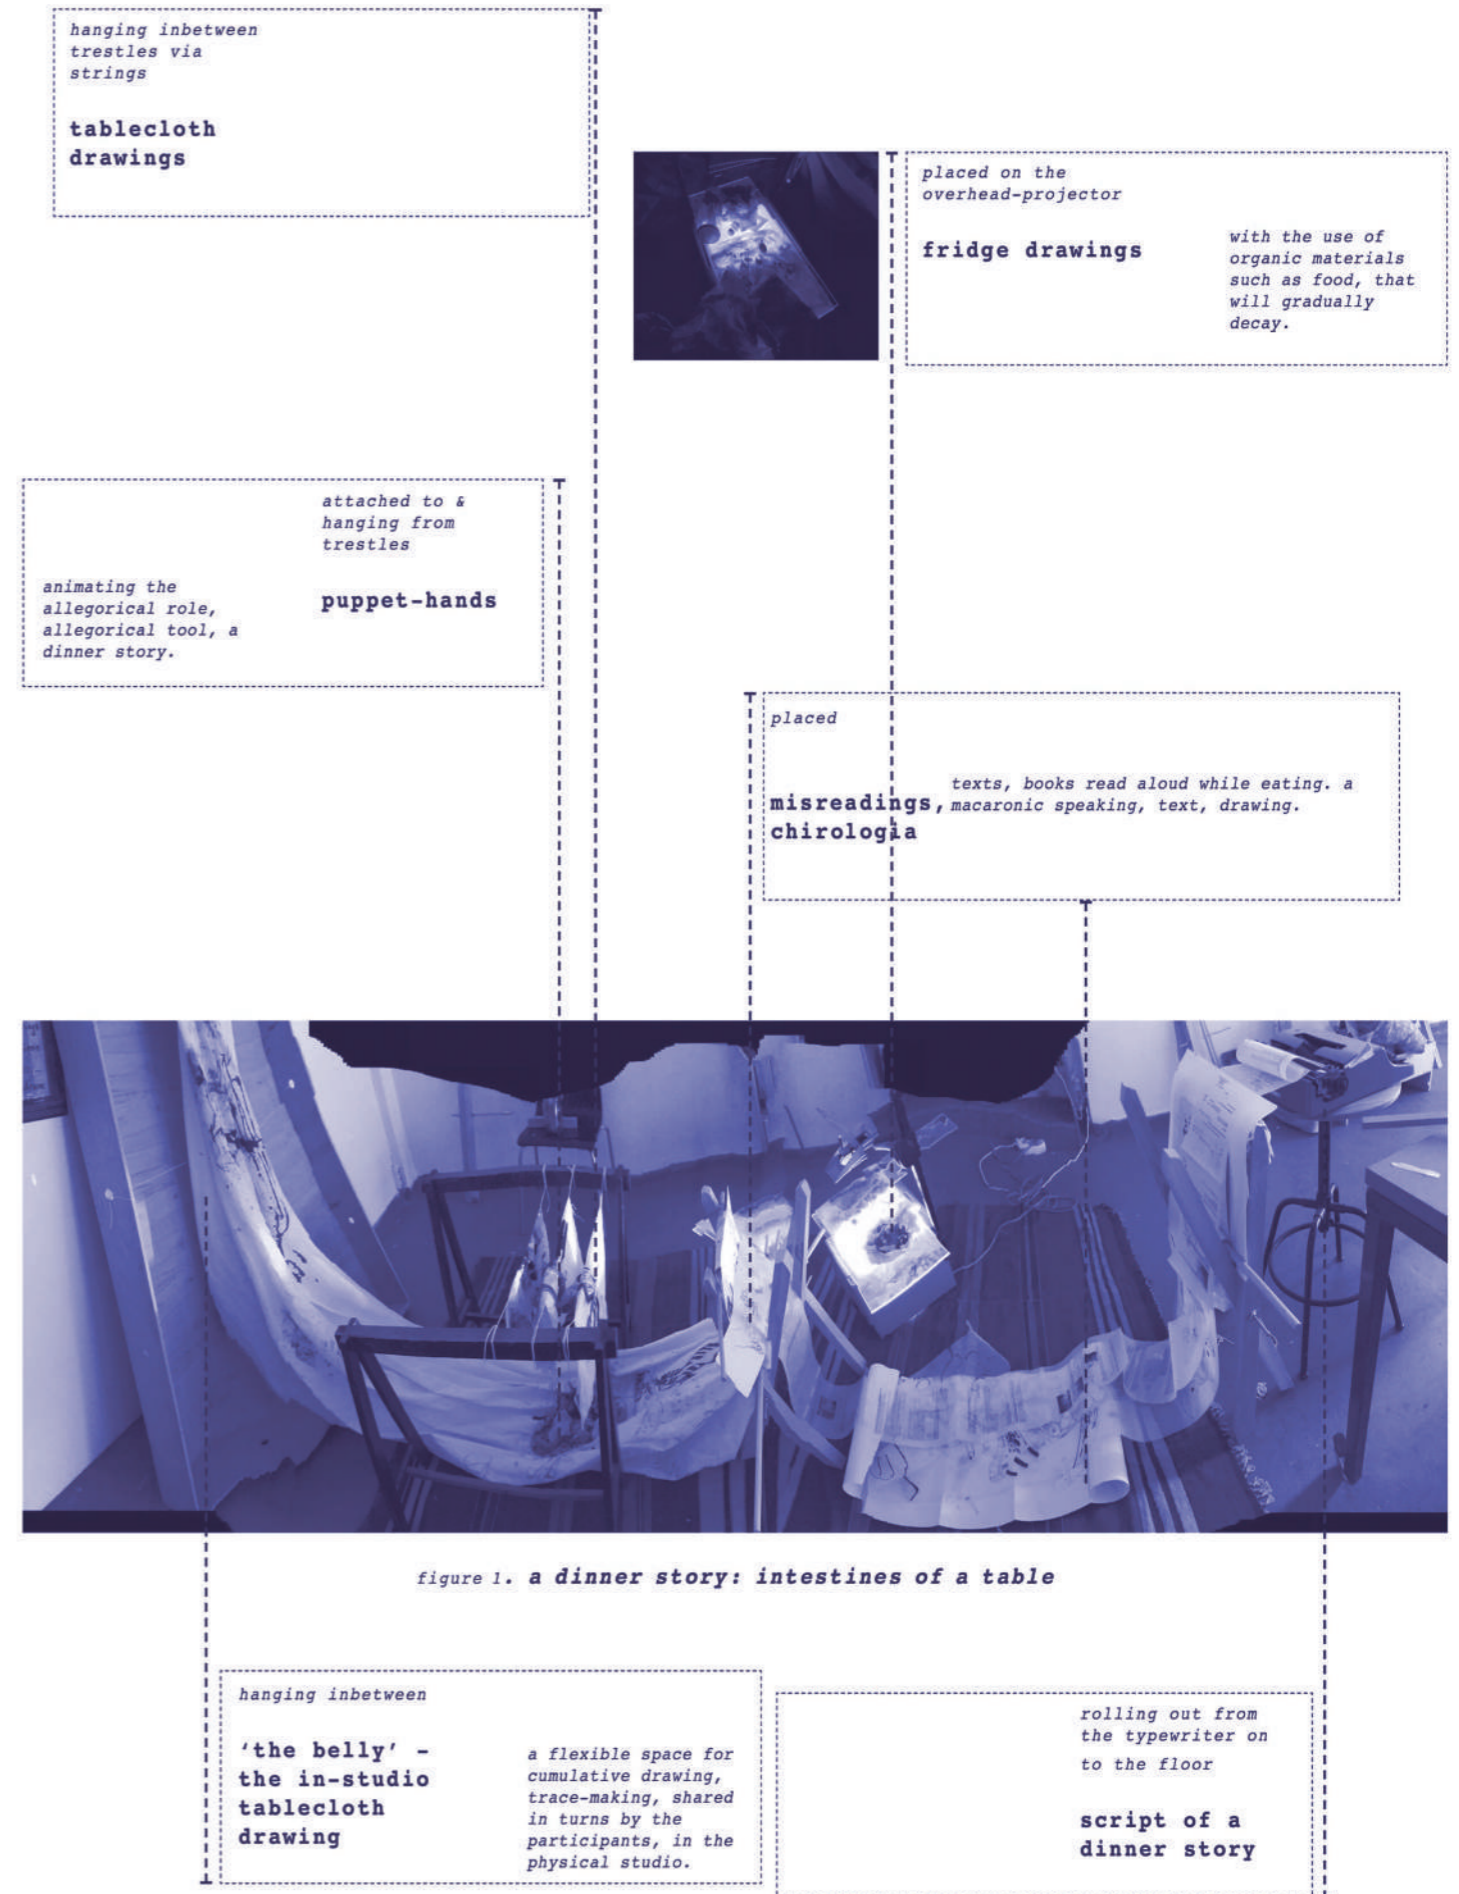 hanging inbetween
trestles via
strings
tablecloth
drawings
placed on the
overhead-projector
fridge drawings
with the use of
organic materials
such as food, that
will gradually
decay.
attached to &
hanging from
trestles
puppet-hands
animating the
allegorical role,
allegorical tool, a
dinner story.
placed
misreadings,
chirologia
texts, books read aloud while eating. a
macaronic speaking, text, drawing.
figure 1. a dinner story: intestines of a table
hanging inbetween
‘the belly’ -
the in-studio
tablecloth
drawing
a flexible space for
cumulative drawing,
trace-making, shared
in turns by the
participants, in the
physical studio.
rolling out from
the typewriter on
to the floor
script of a
dinner story